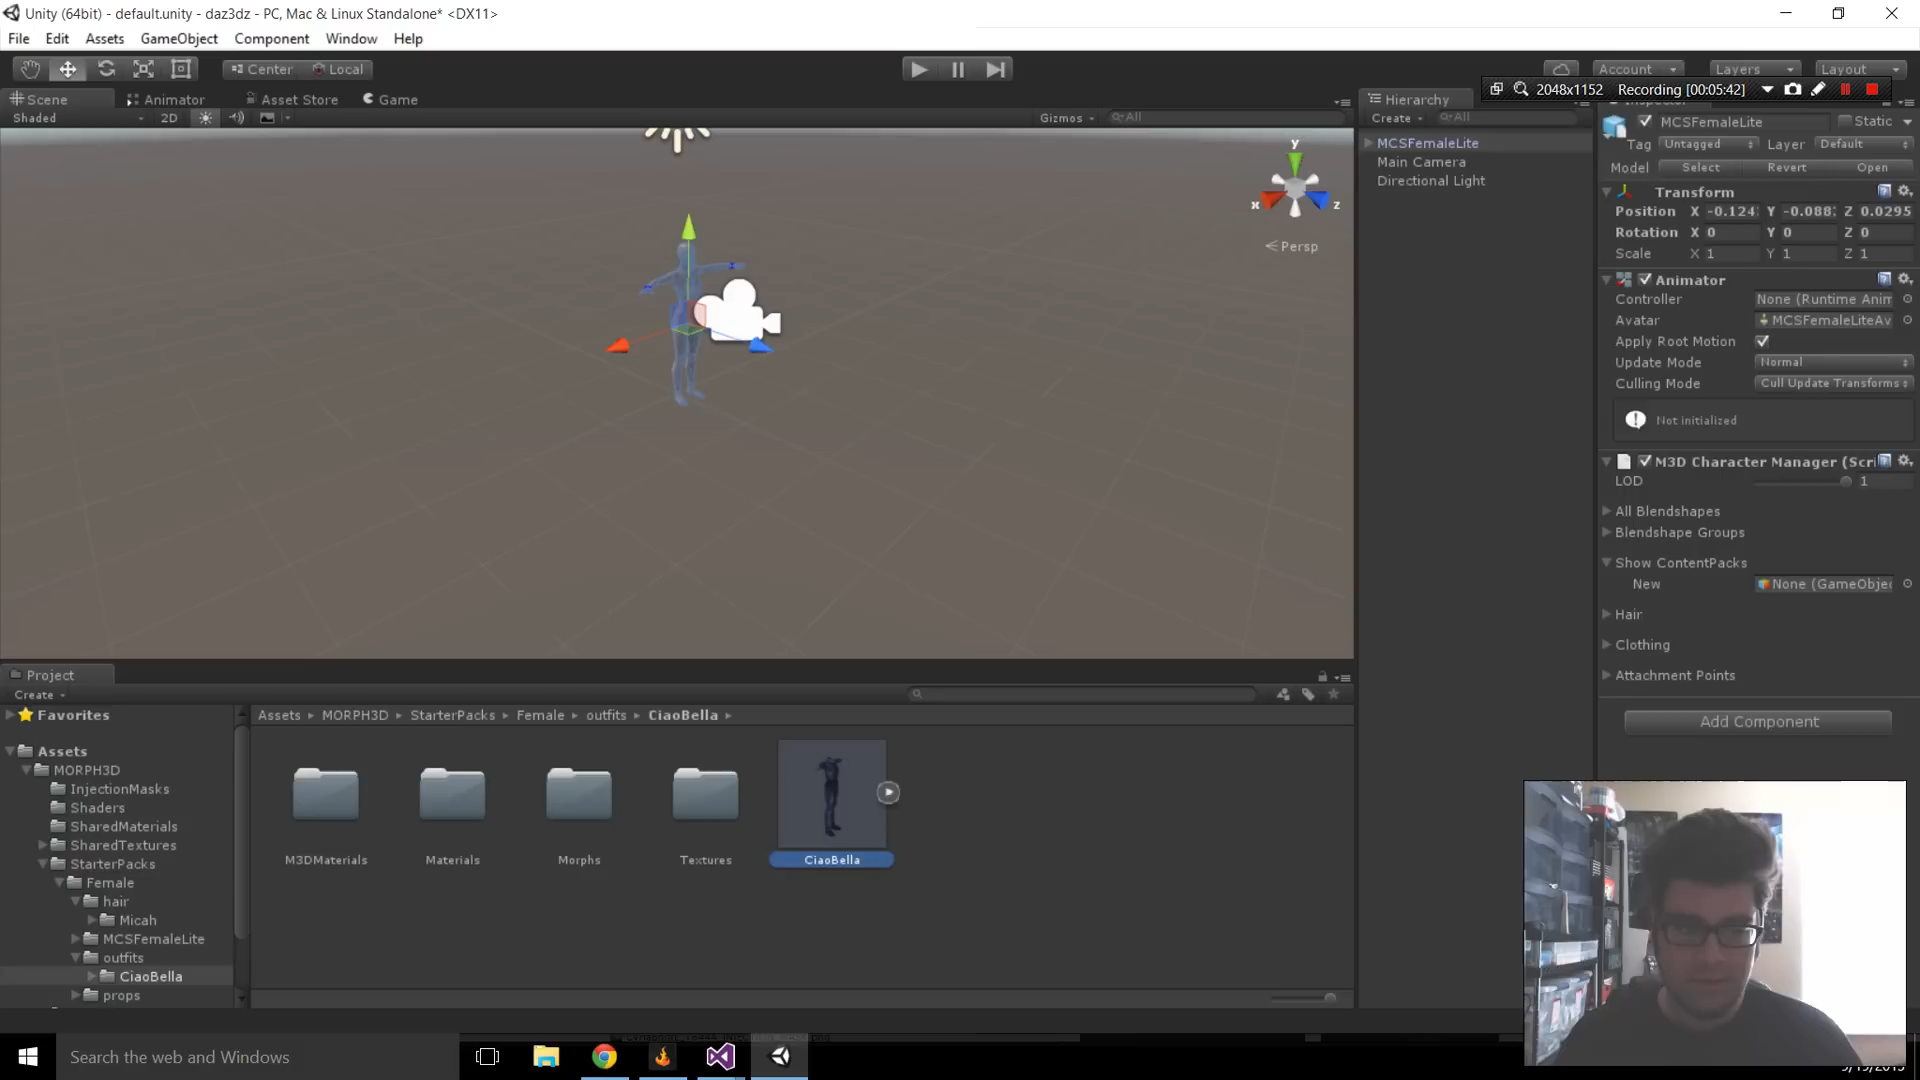 Unity (64bit) - default.unity - daz3dz - PC, Mac & Linux Standalone* <DX11>
File Edit Assets GameObject Component Window Help
Center Local
Account Layers Layout
2048x1152 Recording [00:05:42]
Scene Animator Asset Store Game
Shaded 2D Gizmos All
y
x z
Persp
Hierarchy
Create All
MCSFemaleLite
Main Camera
Directional Light
MCSFemaleLite Static
Tag Untagged Layer Default
Model Select Revert Open
Transform
Position X -0.124 Y -0.088 Z 0.0295
Rotation X 0 Y 0 Z 0
Scale X 1 Y 1 Z 1
Animator
Controller None (Runtime Anim
Avatar MCSFemaleLiteAv
Apply Root Motion
Update Mode Normal
Culling Mode Cull Update Transforms
Not initialized
M3D Character Manager (Scri
LOD 1
All Blendshapes
Blendshape Groups
Show ContentPacks
New None (GameObjec
Hair
Clothing
Attachment Points
Add Component
Project
Create
Favorites
Assets
MORPH3D
InjectionMasks
Shaders
SharedMaterials
SharedTextures
StarterPacks
Female
hair
Micah
MCSFemaleLite
outfits
CiaoBella
props
Assets MORPH3D StarterPacks Female outfits CiaoBella
M3DMaterials Materials Morphs Textures CiaoBella
Search the web and Windows